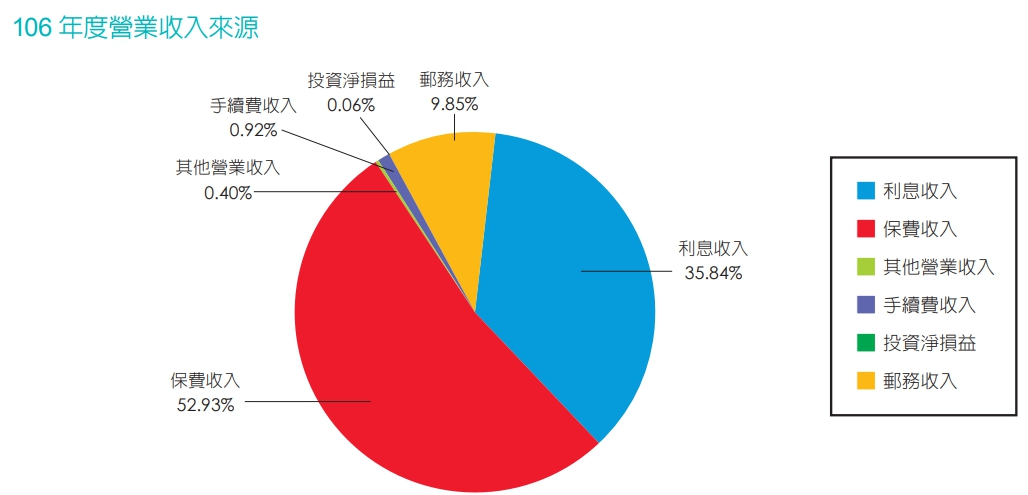 106 年度營業收入來源
投資淨損益
0.06%
郵務收入
9.85%
手續費收入
0.92%
其他營業收入
0.40%
利息收入
35.84%
保費收入
52.93%
利息收入
保費收入
其他營業收入
手續費收入
投資淨損益
郵務收入